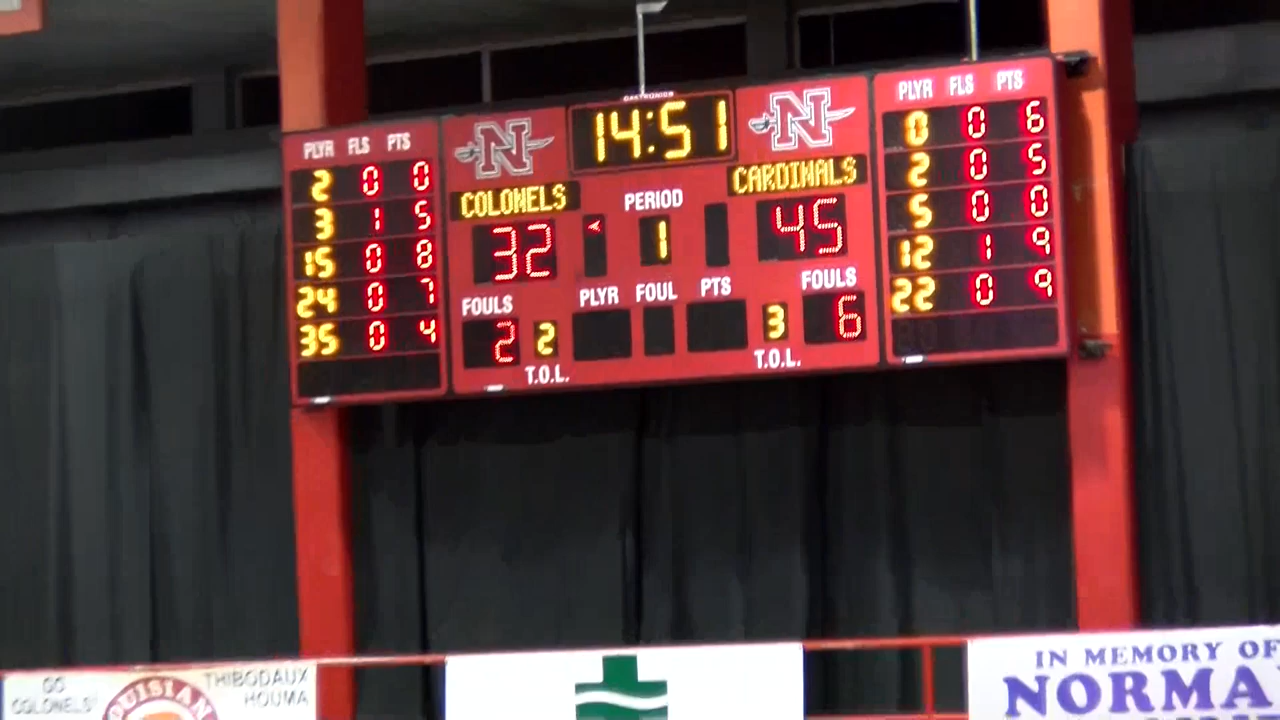 14:51
PLYR FLS PTS
2 0 0
3 1 5
15 0 8
24 0 7
35 0 4
N
COLONELS
32
PERIOD
1
N
CARDINALS
45
FOULS
2
2
T.O.L.
PLYR FOUL PTS
3
T.O.L.
FOULS
6
PLYR FLS PTS
0 0 6
2 0 5
5 0 0
12 1 9
22 0 9
GO
COLONELS'
THIBODAUX
HOUMA
IN MEMORY OF
NORMA